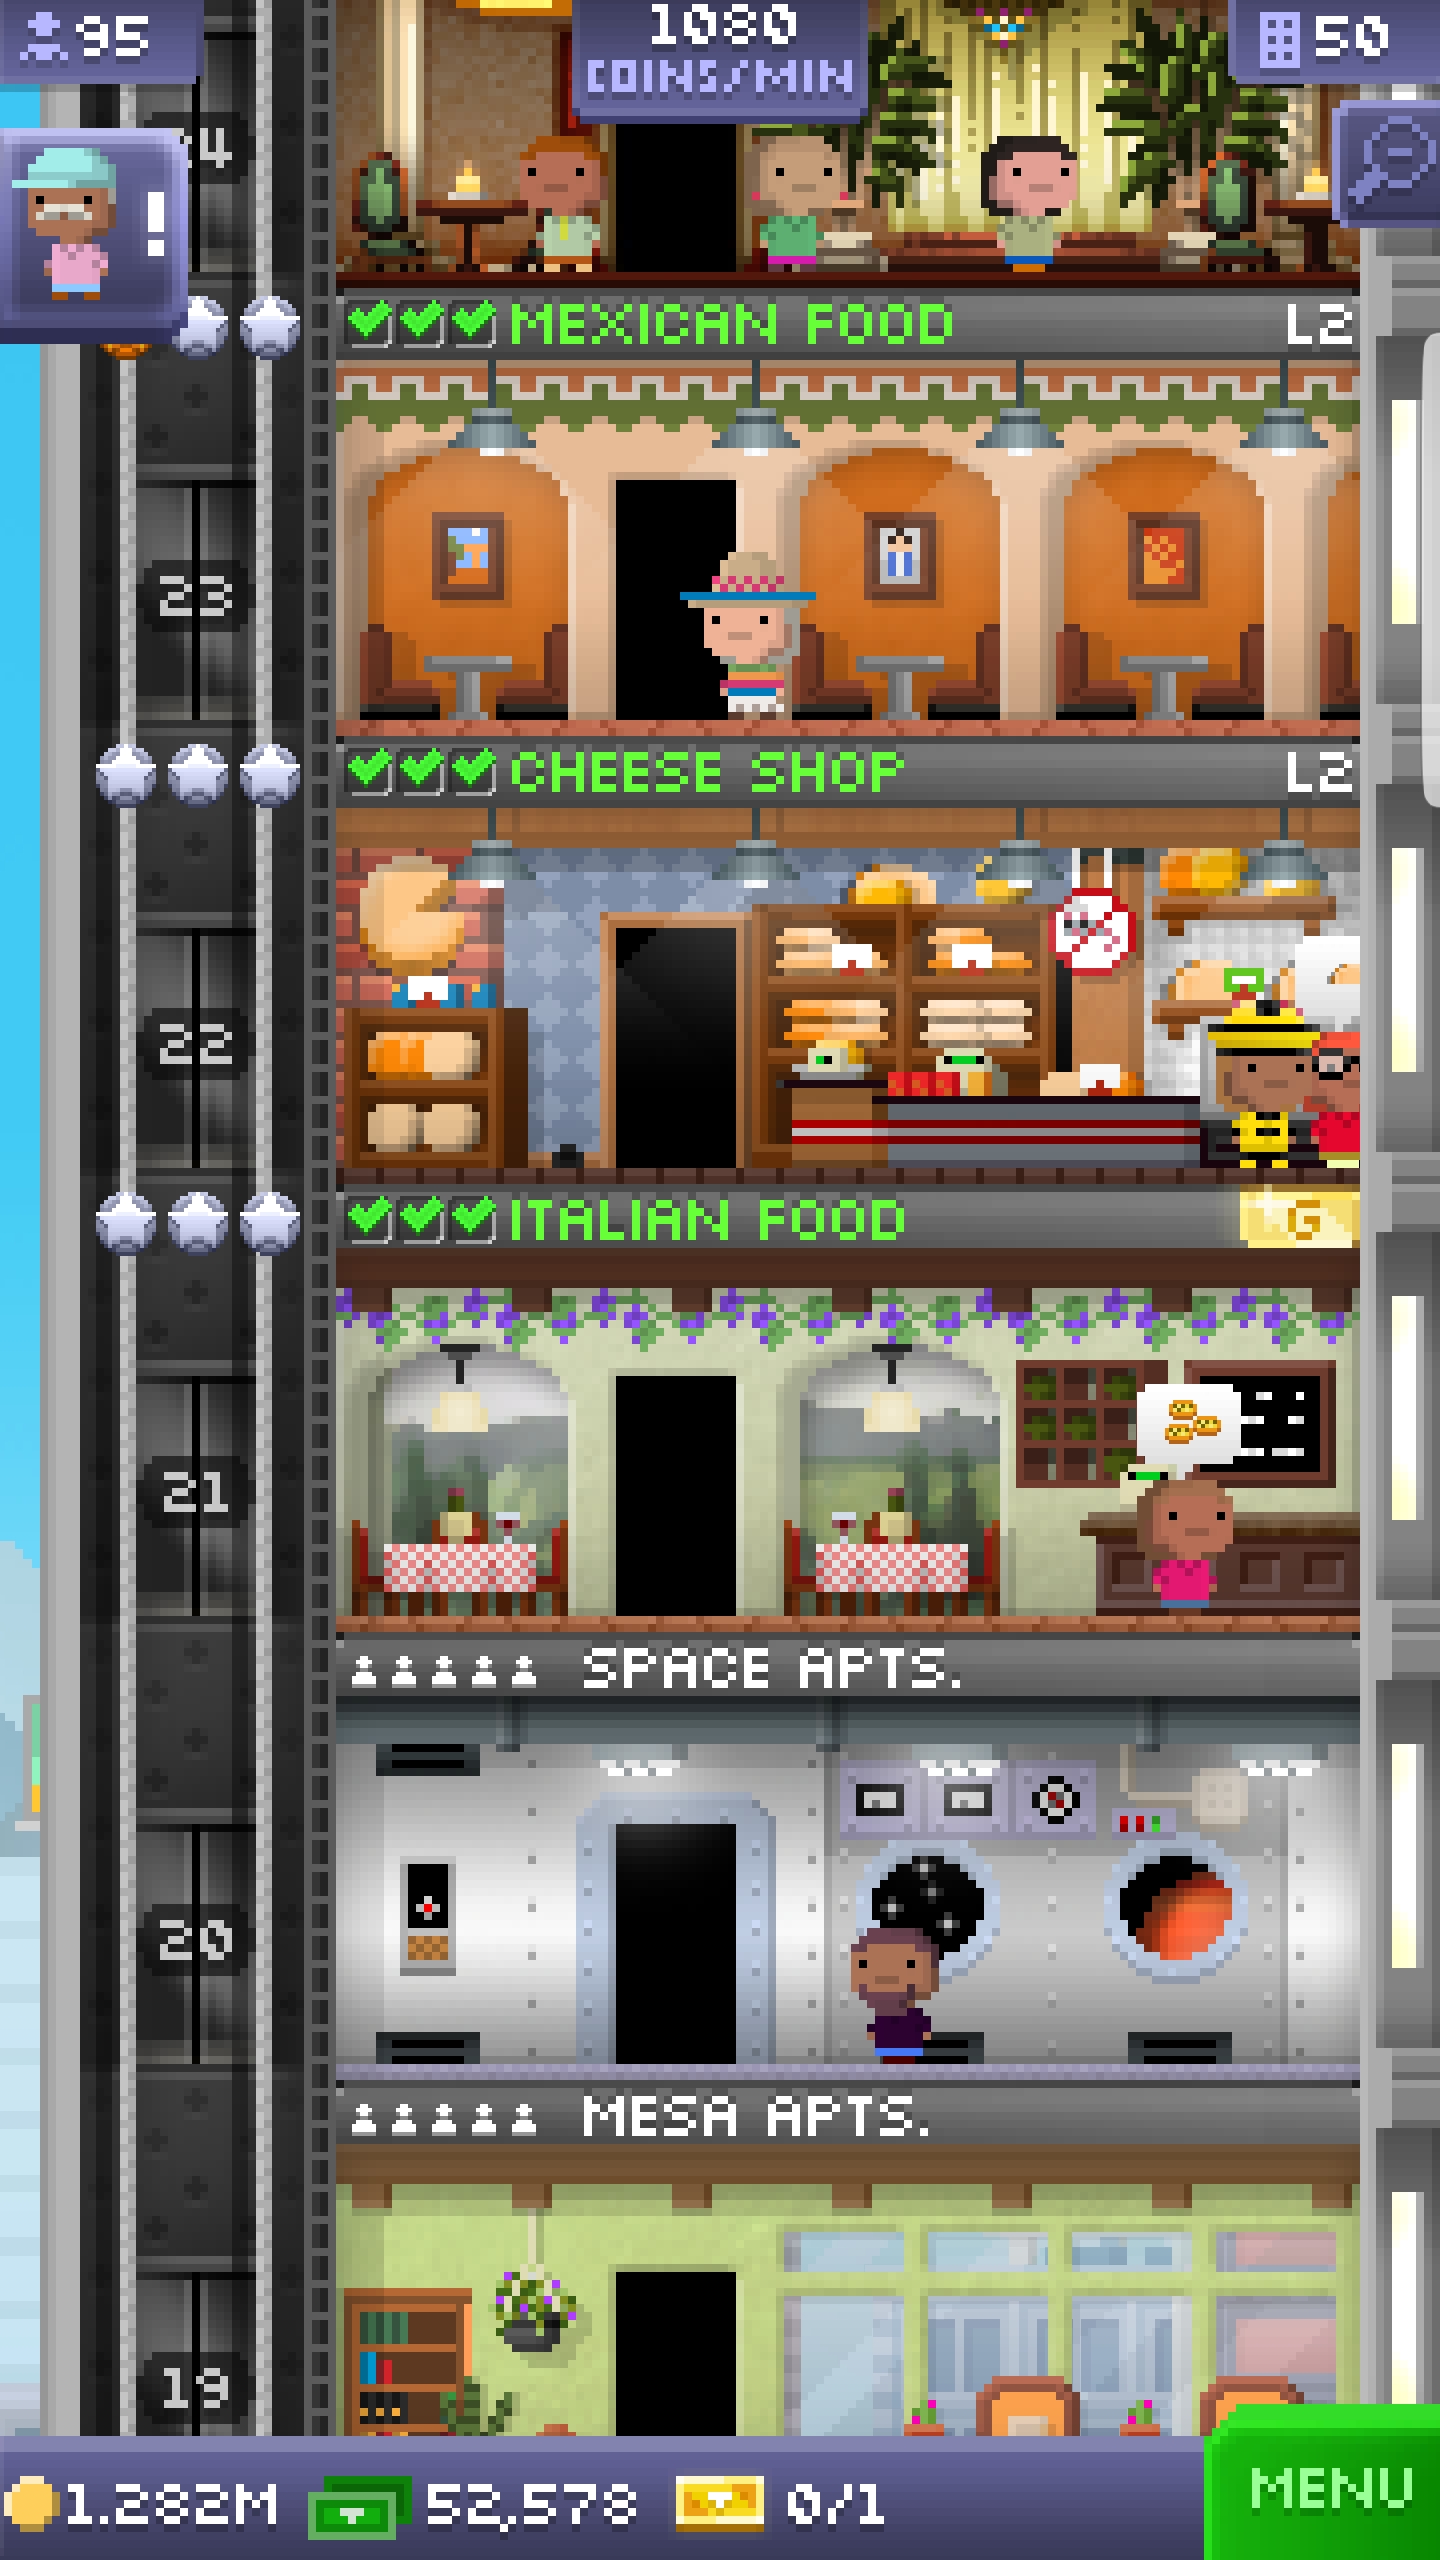 95
1080
COINS/MIN
50
!
24
MEXICAN FOOD L2
23
CHEESE SHOP L2
22
ITALIAN FOOD G
21
SPACE APTS.
20
MESA APTS.
19
1.282M 52,578 0/1 MENU